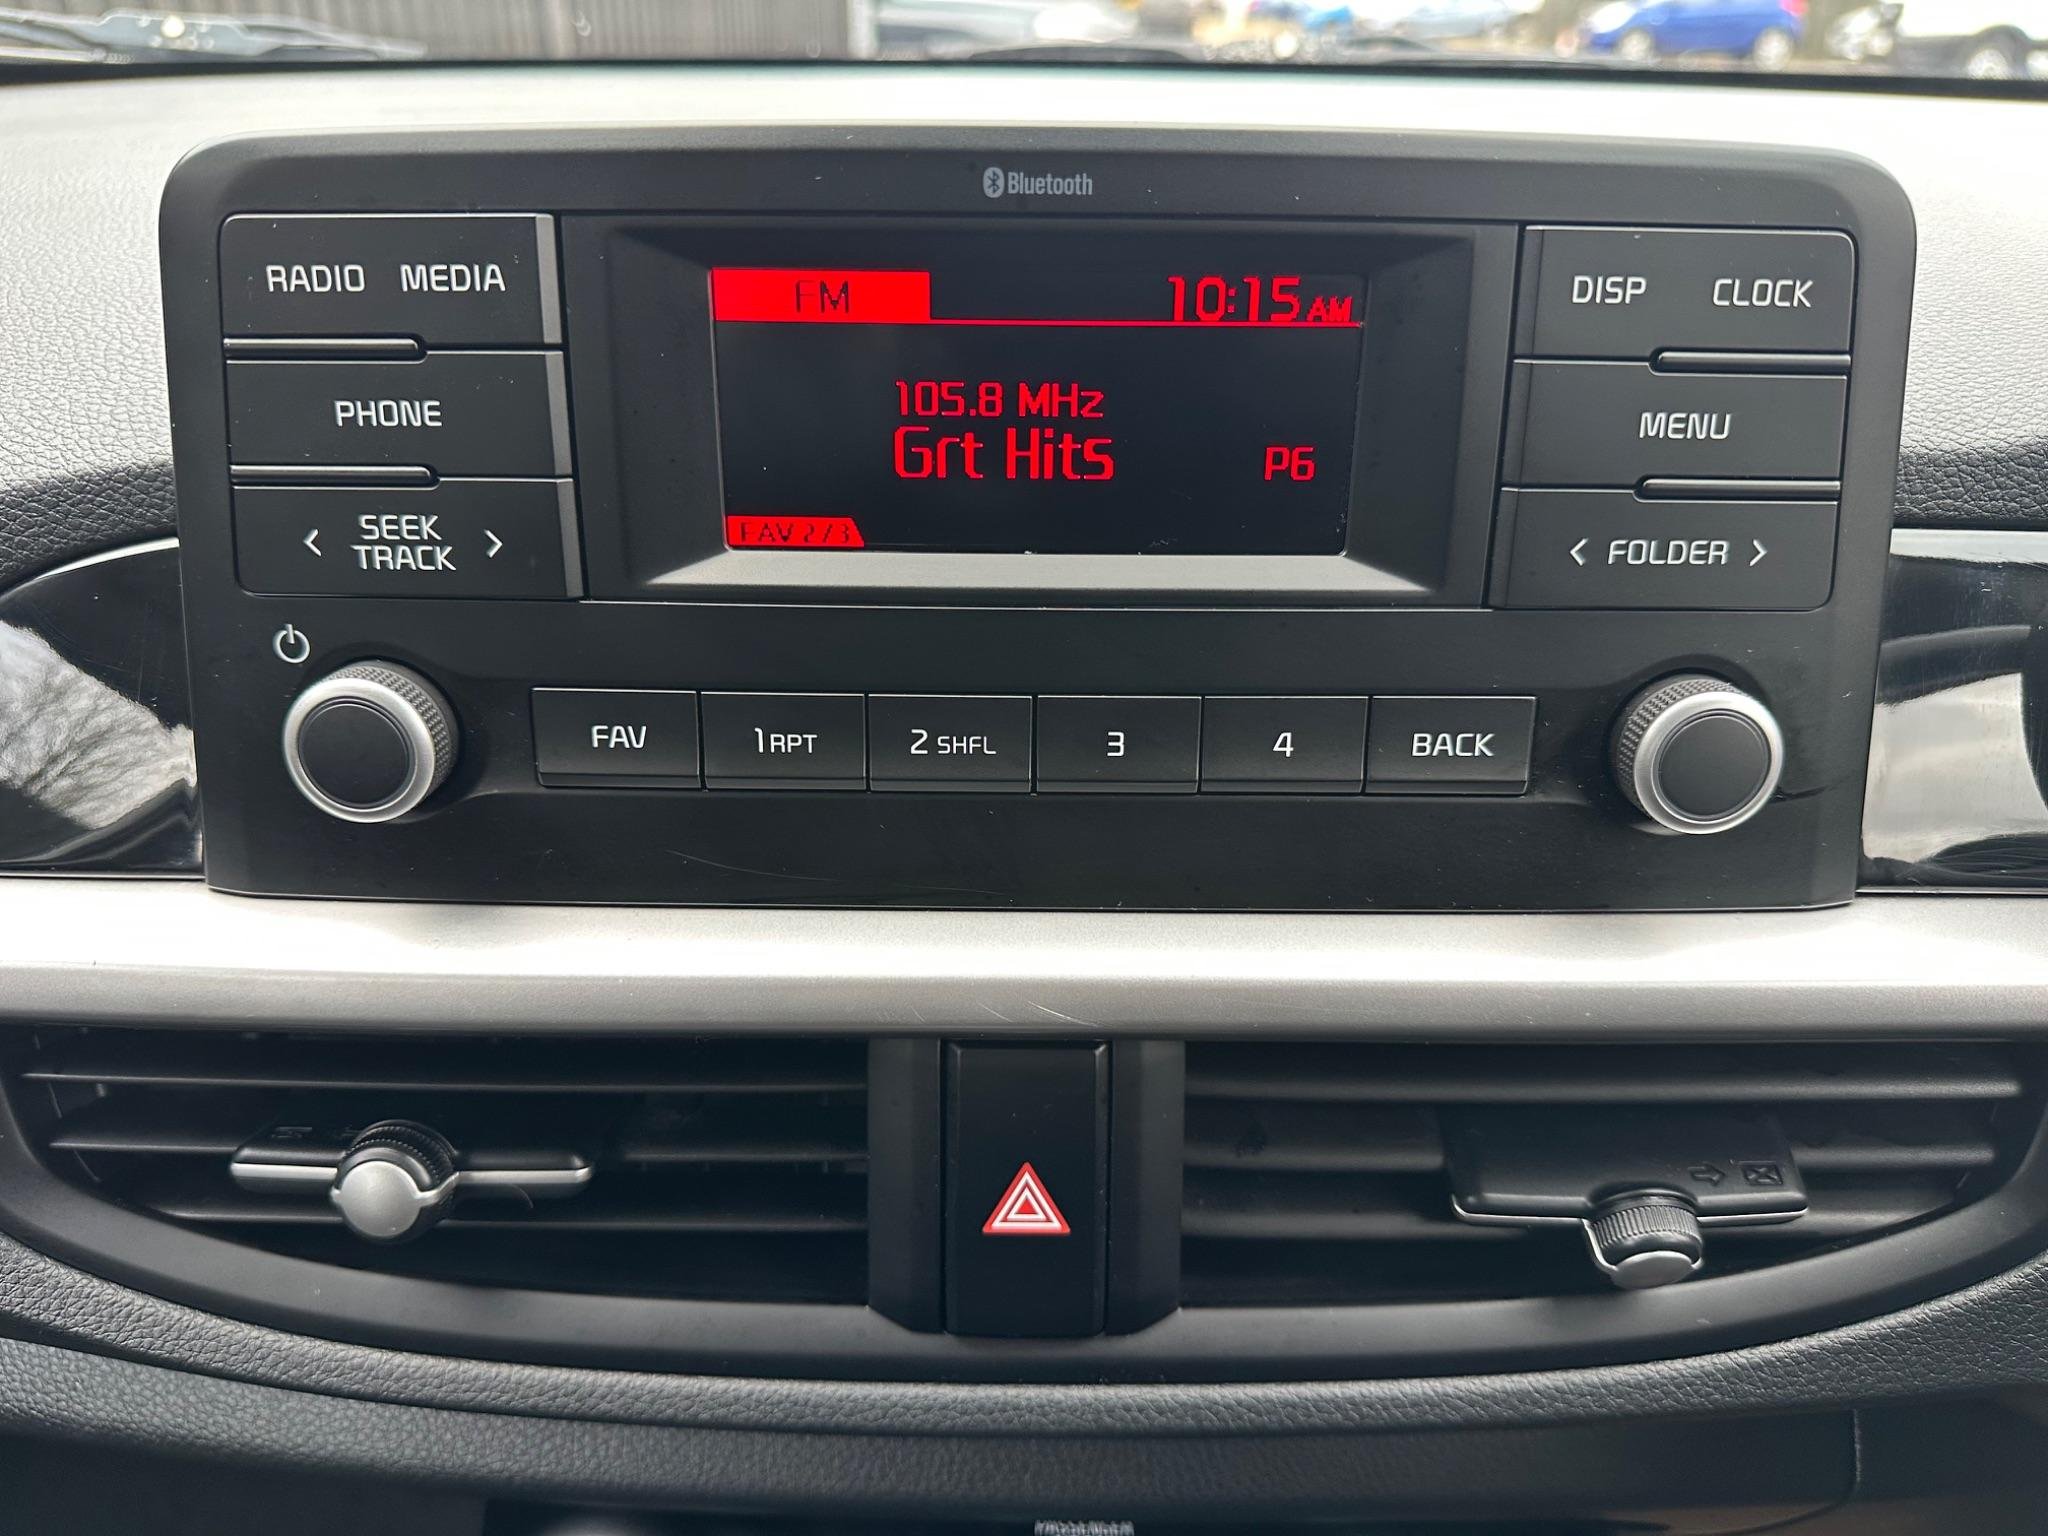 Bluetooth
RADIO MEDIA
PHONE
< SEEK TRACK >
FM 10:15 AM
105.8 MHz
Grt Hits P6
FAV 2/3
DISP CLOCK
MENU
< FOLDER >
FAV 1 RPT 2 SHFL 3 4 BACK